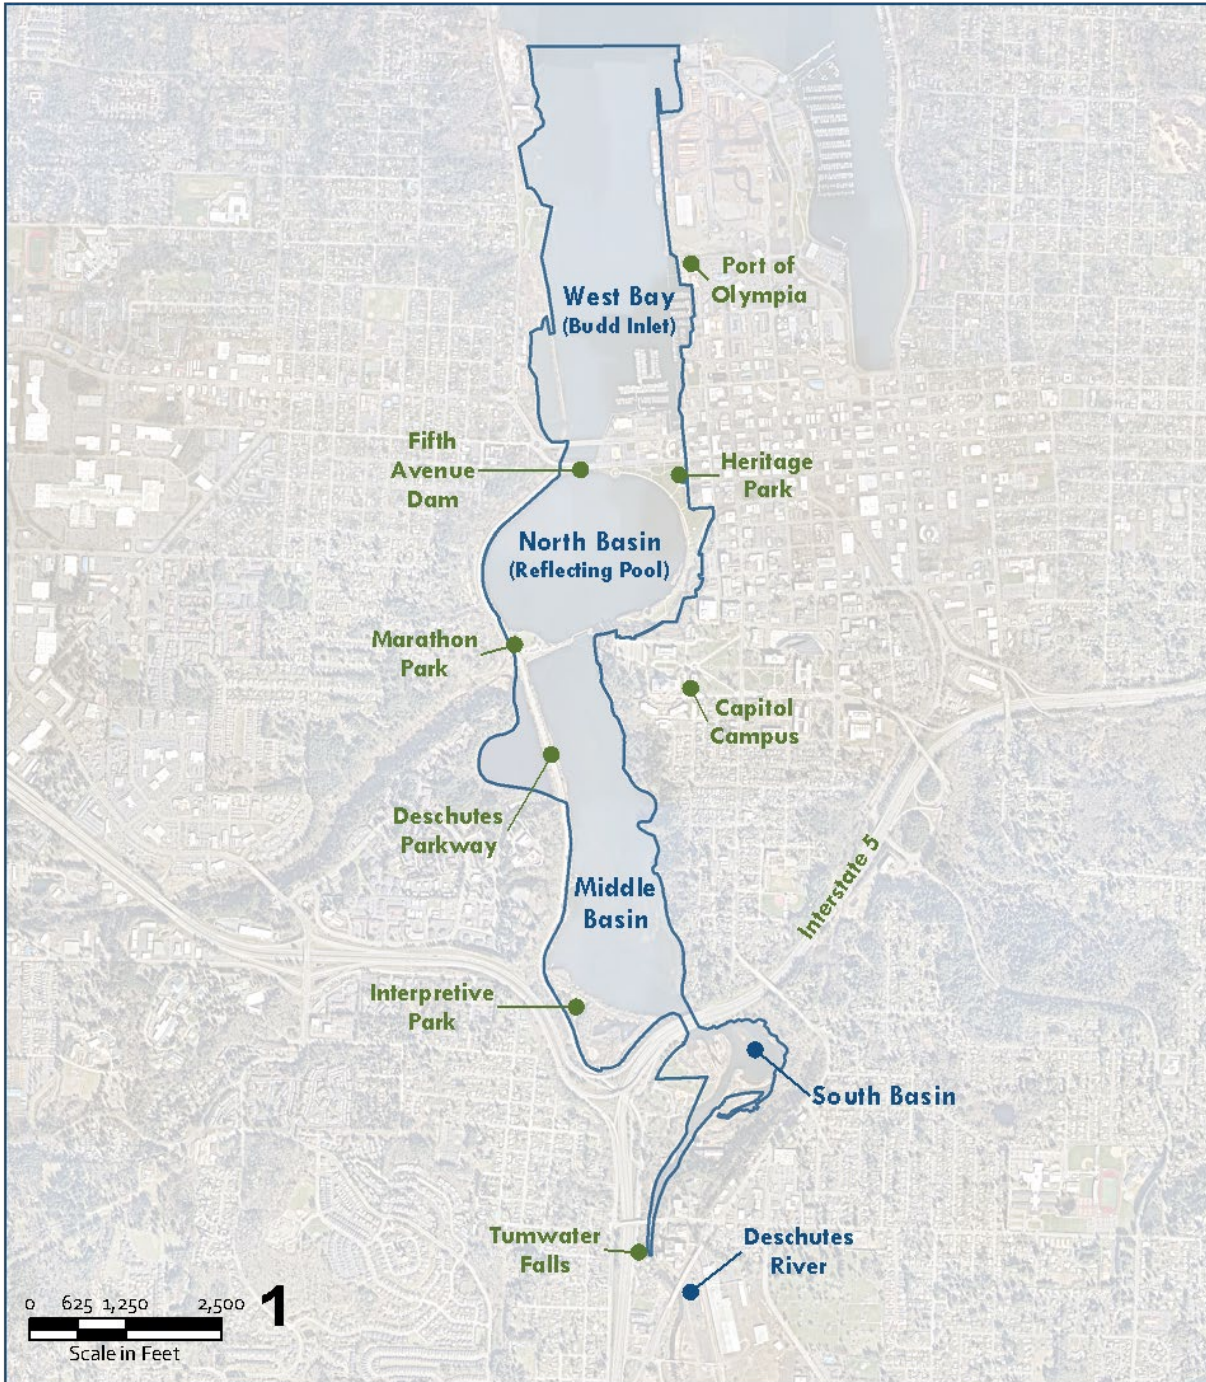 Port of
Olympia
West Bay
(Budd Inlet)
Fifth
Avenue
Dam
Heritage
Park
North Basin
(Reflecting Pool)
Marathon
Park
Capitol
Campus
Deschutes
Parkway
Interstate 5
Middle
Basin
Interpretive
Park
South Basin
Tumwater
Falls
Deschutes
River
0 625 1,250 2,500
Scale in Feet
1